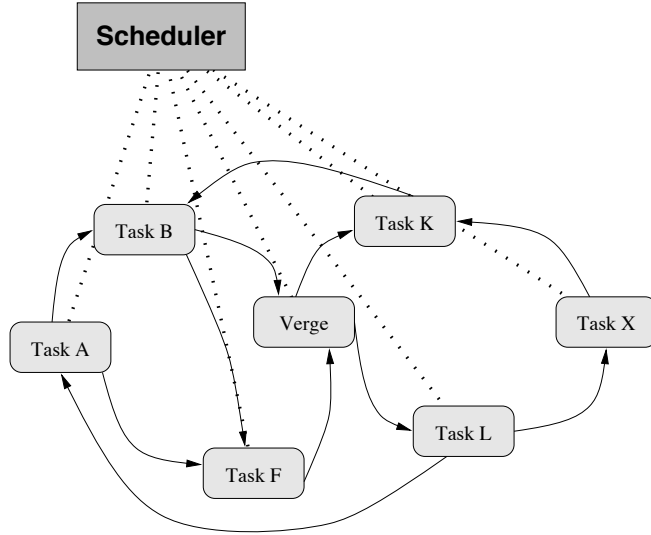 Scheduler
Task B
Task K
Verge
Task X
Task A
Task L
Task F